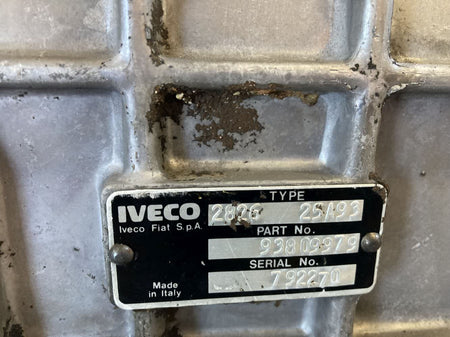 TYPE
IVECO 2826 25/93
Iveco Fiat S.p.A.
PART No.
93809979
SERIAL No.
792270
Made
in Italy